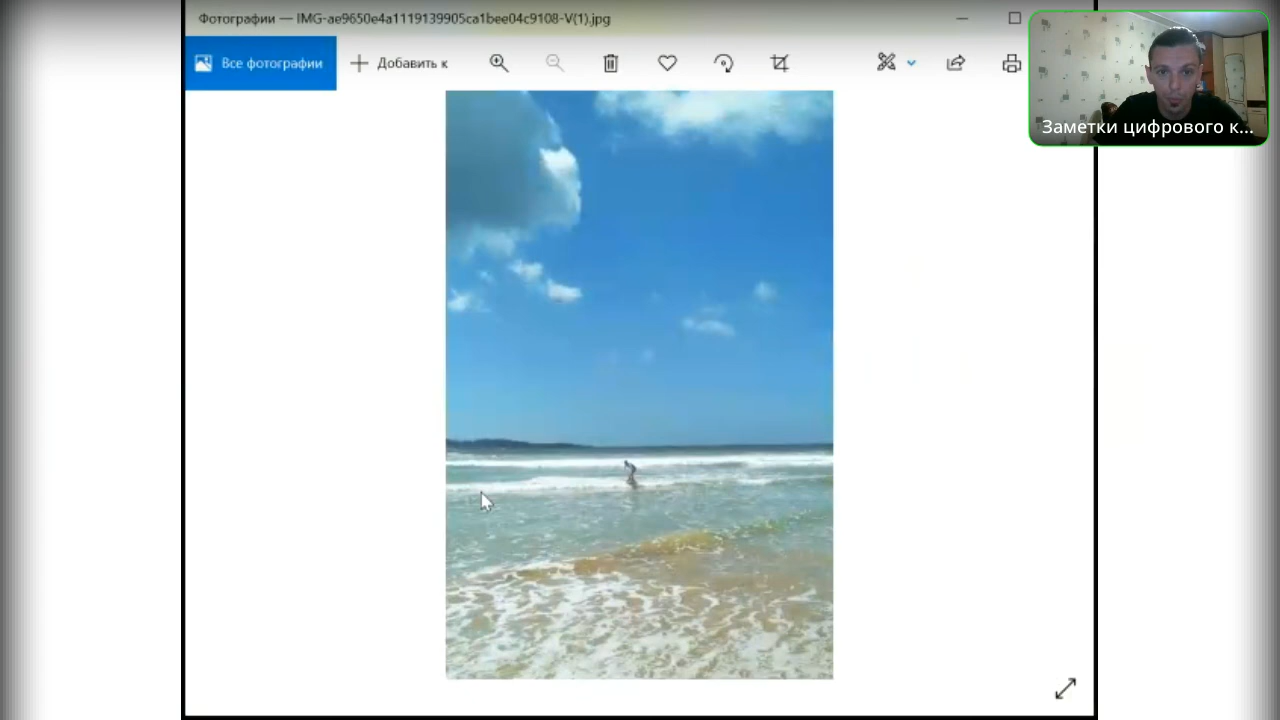 Фотографии — IMG-ae9650e4a1119139905ca1bee04c9108-V(1).jpg
Все фотографии
Добавить к
Заметки цифрового к...